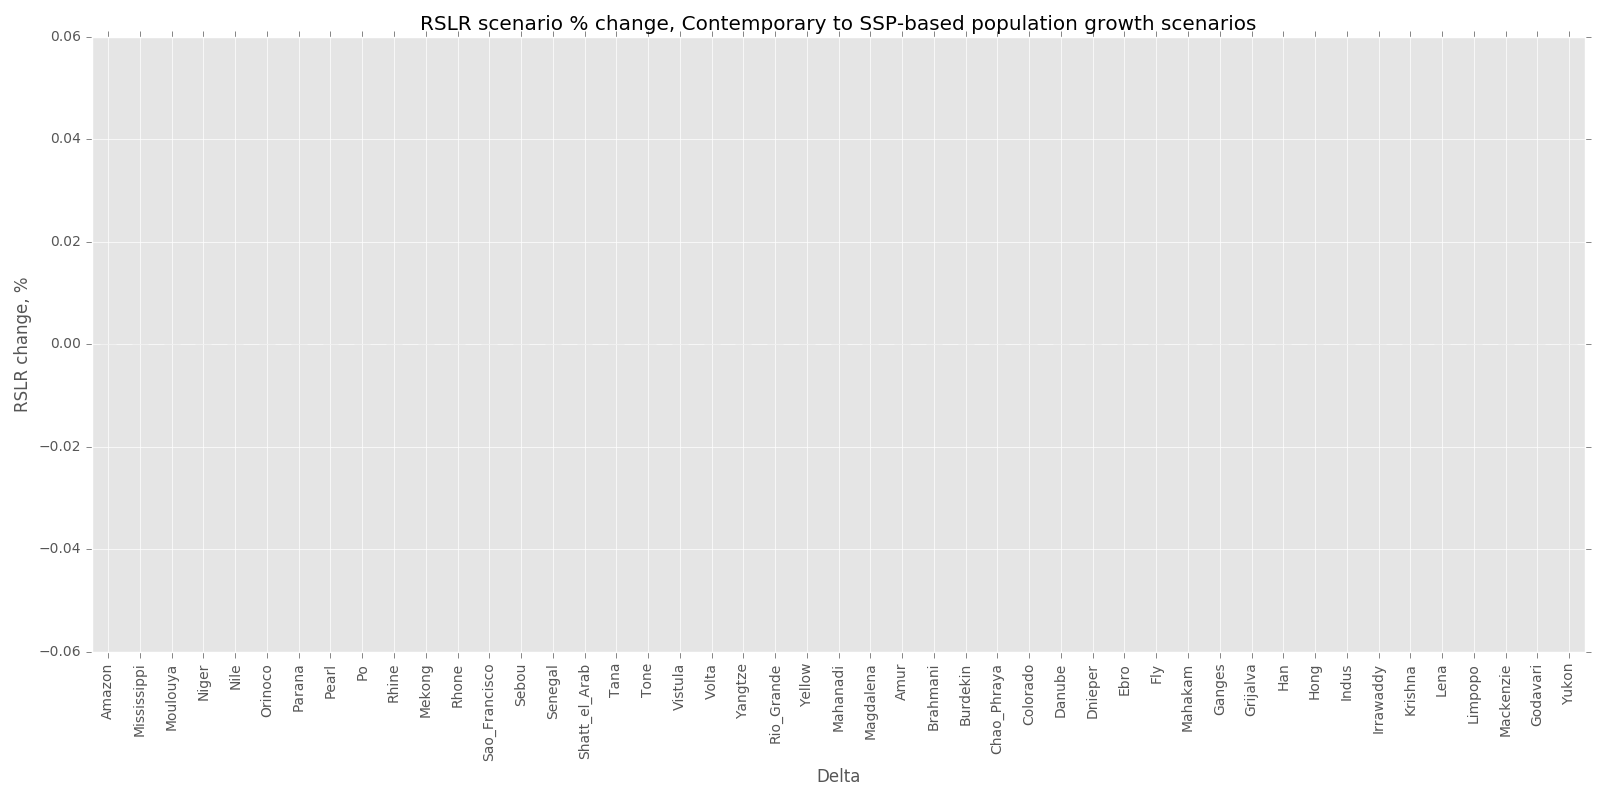 RSLR scenario % change, Contemporary to SSP-based population growth scenarios
0.06
0.04
0.02
0.00
−0.02
−0.04
−0.06
RSLR change, %
Amazon
Mississippi
Moulouya
Niger
Nile
Orinoco
Parana
Pearl
Po
Rhine
Mekong
Rhone
Sao_Francisco
Sebou
Senegal
Shatt_el_Arab
Tana
Tone
Vistula
Volta
Yangtze
Rio_Grande
Yellow
Mahanadi
Magdalena
Amur
Brahmani
Burdekin
Chao_Phraya
Colorado
Danube
Dnieper
Ebro
Fly
Mahakam
Ganges
Grijalva
Han
Hong
Indus
Irrawaddy
Krishna
Lena
Limpopo
Mackenzie
Godavari
Yukon
Delta